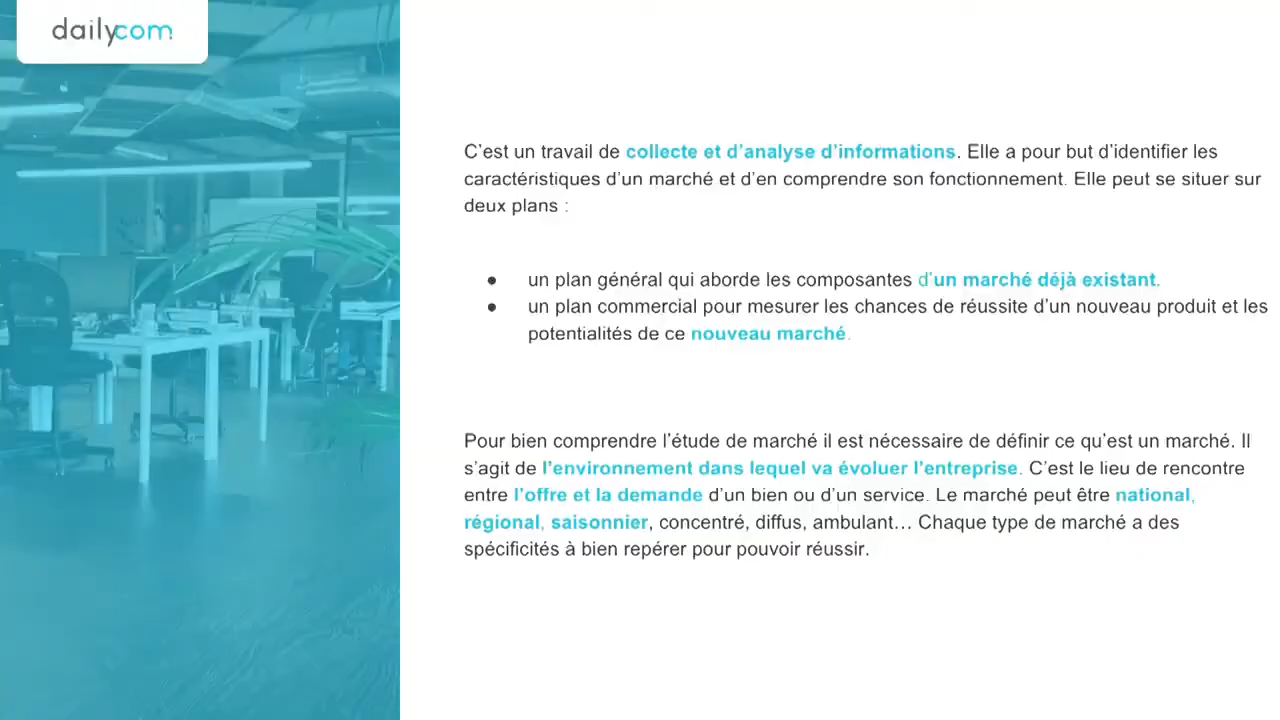 dailycom.
C'est un travail de collecte et d'analyse d'informations. Elle a pour but d'identifier les
caractéristiques d'un marché et d'en comprendre son fonctionnement. Elle peut se situer sur
deux plans :
● un plan général qui aborde les composantes d'un marché déjà existant.
● un plan commercial pour mesurer les chances de réussite d'un nouveau produit et les
potentialités de ce nouveau marché.
Pour bien comprendre l'étude de marché il est nécessaire de définir ce qu'est un marché. Il
s'agit de l'environnement dans lequel va évoluer l'entreprise. C'est le lieu de rencontre
entre l'offre et la demande d'un bien ou d'un service. Le marché peut être national,
régional, saisonnier, concentré, diffus, ambulant… Chaque type de marché a des
spécificités à bien repérer pour pouvoir réussir.